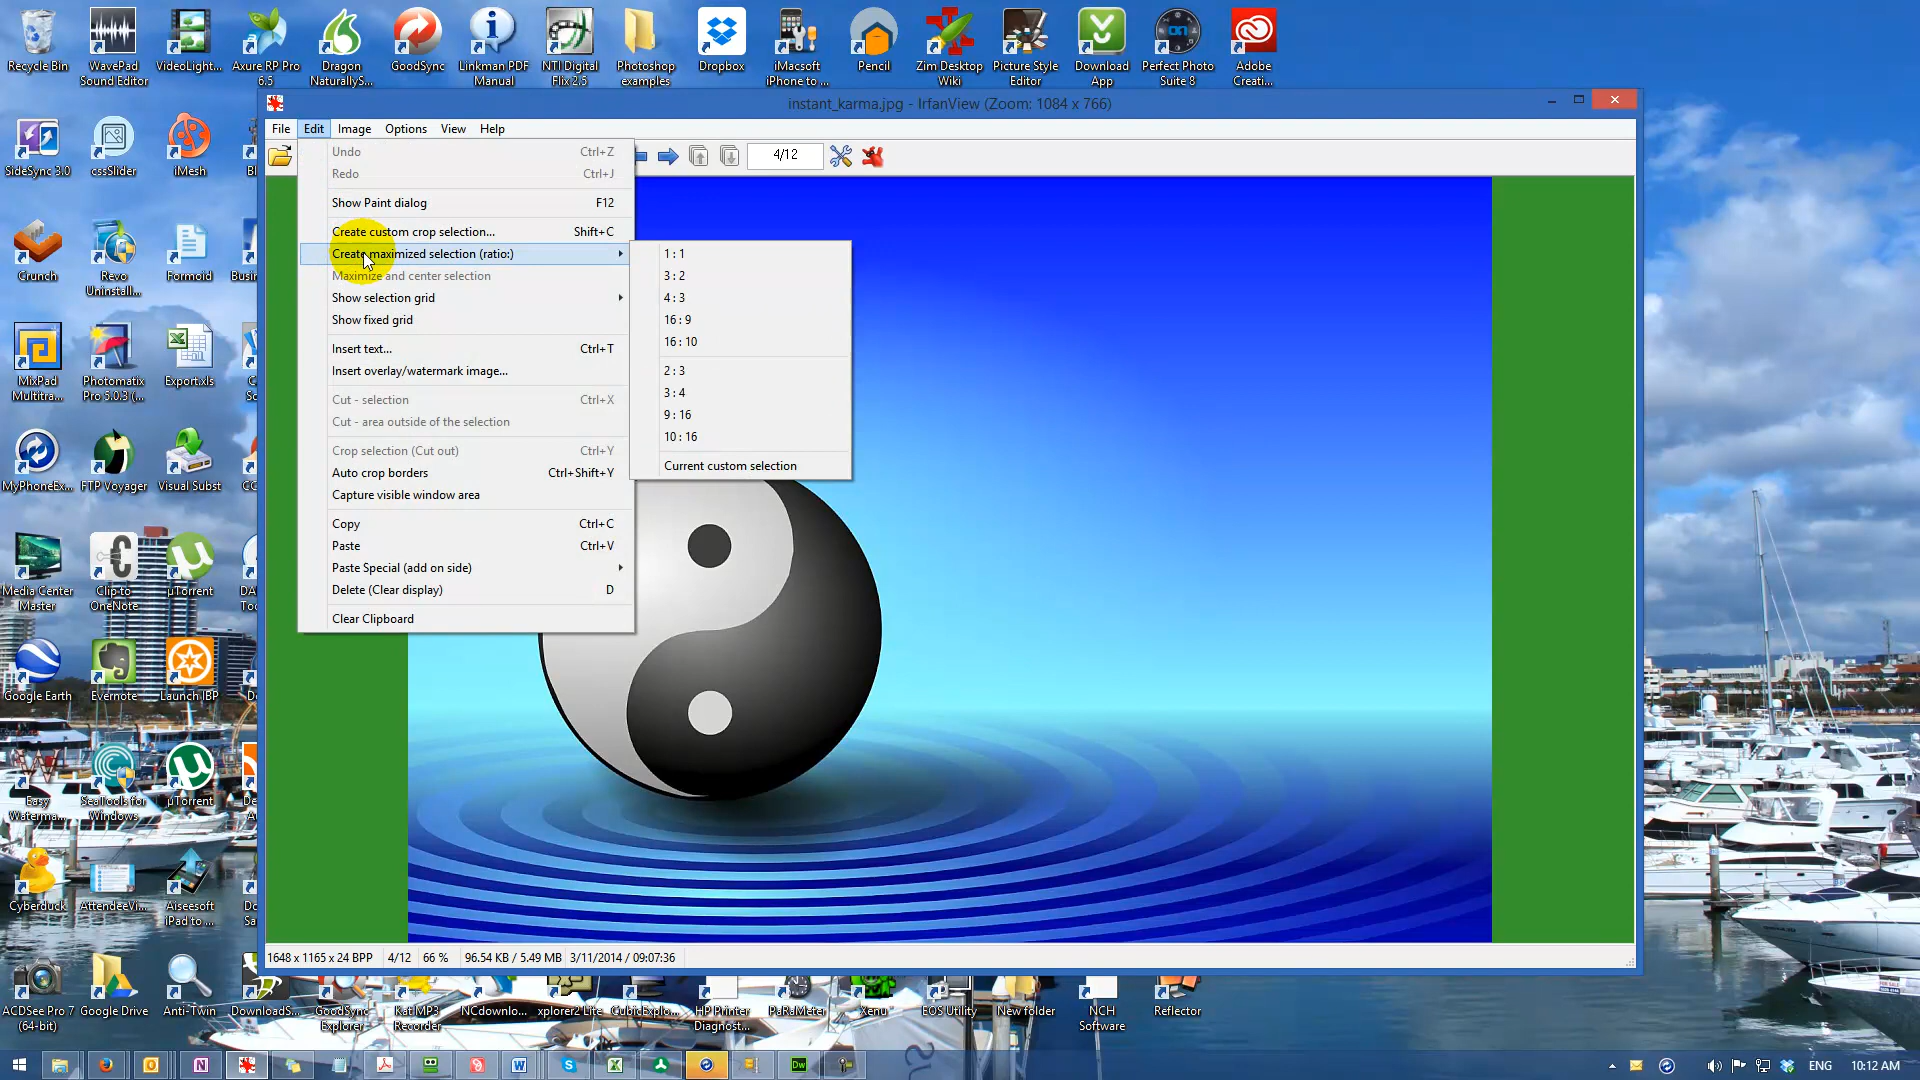 Recycle Bin
WavePad
Sound Editor
VideoLight...
Axure RP Pro
6.5
Dragon
NaturallyS...
GoodSync
Linkman PDF
Manual
NTI Digital
Flix 2.5
Photoshop
examples
Dropbox
iMacsoft
iPhone to ...
Pencil
Zim Desktop
Wiki
Picture Style
Editor
Download
App
Perfect Photo
Suite 8
Adobe
Creati...
instant_karma.jpg - IrfanView (Zoom: 1084 x 766)
File Edit Image Options View Help
4/12
Undo Ctrl+Z
Redo Ctrl+J
Show Paint dialog F12
Create custom crop selection... Shift+C
Create maximized selection (ratio:)
Maximize and center selection
Show selection grid
Show fixed grid
Insert text... Ctrl+T
Insert overlay/watermark image...
Cut - selection Ctrl+X
Cut - area outside of the selection
Crop selection (Cut out) Ctrl+Y
Auto crop borders Ctrl+Shift+Y
Capture visible window area
Copy Ctrl+C
Paste Ctrl+V
Paste Special (add on side)
Delete (Clear display) D
Clear Clipboard
1 : 1
3 : 2
4 : 3
16 : 9
16 : 10
2 : 3
3 : 4
9 : 16
10 : 16
Current custom selection
SideSync 3.0
cssSlider
iMesh
Crunch
Revo
Uninstall...
Formoid
Busin
MixPad
Multitra...
Photomatix
Pro 5.0.3 (...
Export.xls
MyPhoneEx...
FTP Voyager
Visual Subst
Media Center
Master
Clip to
OneNote
µTorrent
Google Earth
Evernote
Launch IBP
Easy
Waterma...
SeaTools for
Windows
µTorrent
Cyberduck
AttendeeVi...
Aiseesoft
iPad to ...
1648 x 1165 x 24 BPP 4/12 66 % 96.54 KB / 5.49 MB 3/11/2014 / 09:07:36
ACDSee Pro 7
(64-bit)
Google Drive
Anti-Twin
DownloadS...
GoodSync
Explorer
Kat MP3
Recorder
NCdownlo...
xplorer2 Lite
CubicExplo...
HP Printer
Diagnost...
PaRaMeter
Xenu
EOS Utility
New folder
NCH
Software
Reflector
ENG
10:12 AM